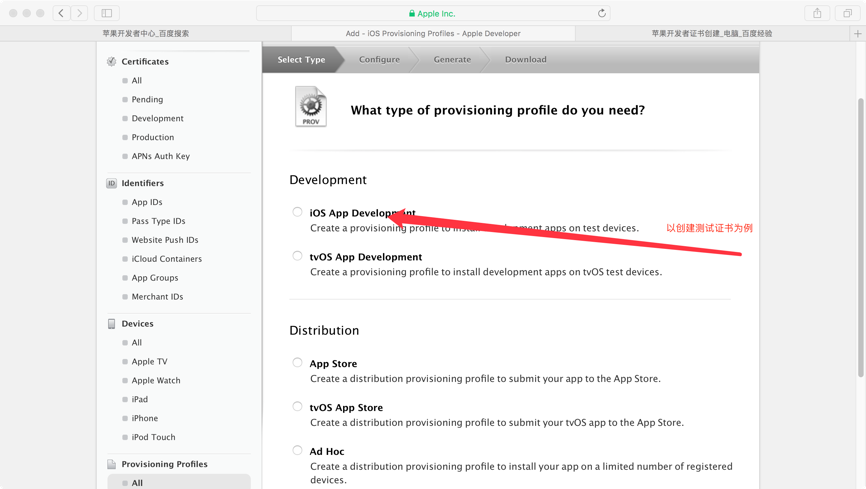 Apple Inc.
苹果开发者中心_百度搜索
Add - iOS Provisioning Profiles - Apple Developer
苹果开发者证书创建_电脑_百度经验
Certificates
All
Pending
Development
Production
APNs Auth Key
ID
Identifiers
App IDs
Pass Type IDs
Website Push IDs
iCloud Containers
App Groups
Merchant IDs
Devices
All
Apple TV
Apple Watch
iPad
iPhone
iPod Touch
Provisioning Profiles
All
Select Type
Configure
Generate
Download
PROV
What type of provisioning profile do you need?
Development
iOS App Development
Create a provisioning profile to install development apps on test devices.
以创建测试证书为例
tvOS App Development
Create a provisioning profile to install development apps on tvOS test devices.
Distribution
App Store
Create a distribution provisioning profile to submit your app to the App Store.
tvOS App Store
Create a distribution provisioning profile to submit your tvOS app to the App Store.
Ad Hoc
Create a distribution provisioning profile to install your app on a limited number of registered
devices.